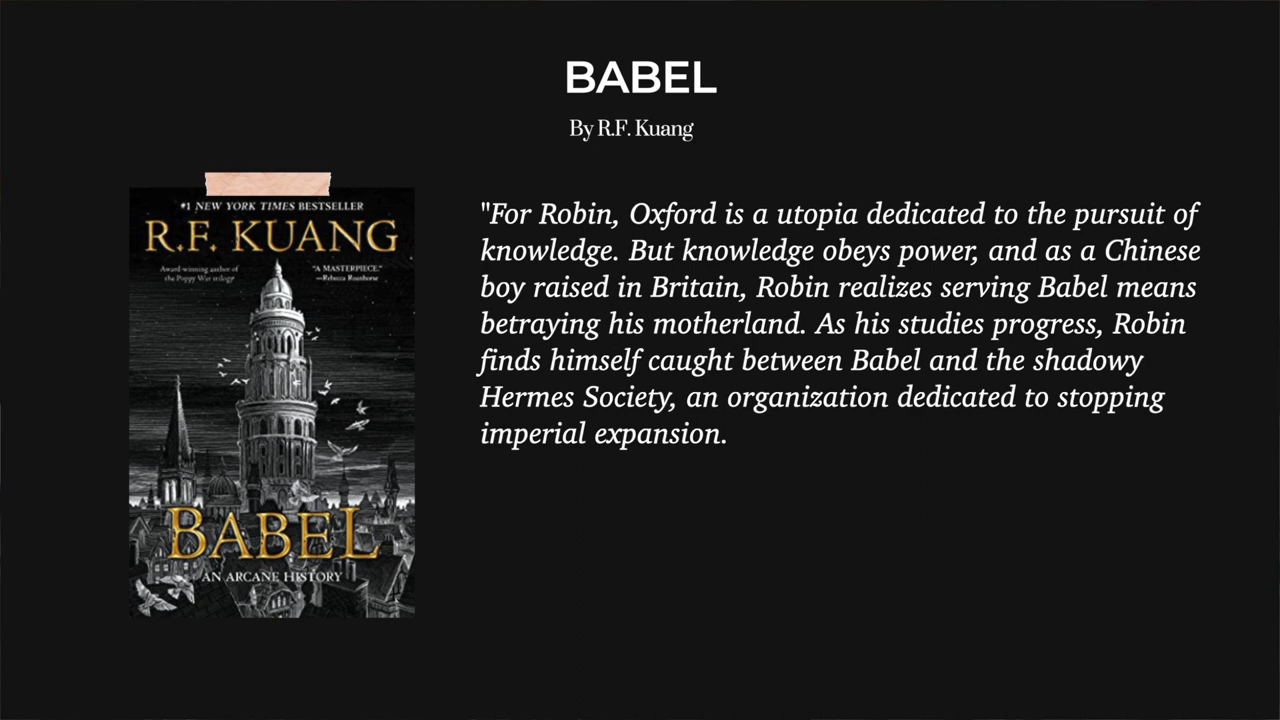 BABEL
By R.F. Kuang
#1 NEW YORK TIMES BESTSELLER
R.F. KUANG
Award-winning author of
the Poppy War trilogy
"A MASTERPIECE."
—Rebecca Roanhorse
BABEL
AN ARCANE HISTORY
"For Robin, Oxford is a utopia dedicated to the pursuit of
knowledge. But knowledge obeys power, and as a Chinese
boy raised in Britain, Robin realizes serving Babel means
betraying his motherland. As his studies progress, Robin
finds himself caught between Babel and the shadowy
Hermes Society, an organization dedicated to stopping
imperial expansion.